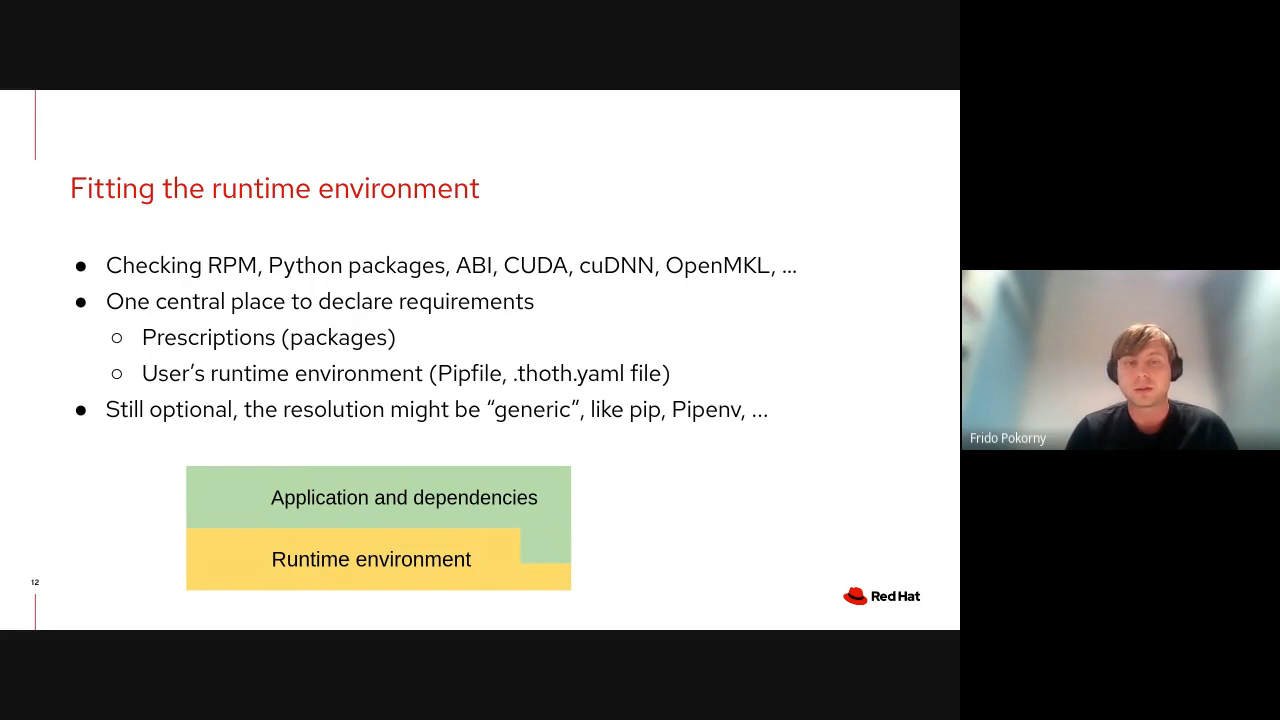 Fitting the runtime environment
● Checking RPM, Python packages, ABI, CUDA, cuDNN, OpenMKL, ...
● One central place to declare requirements
○ Prescriptions (packages)
○ User’s runtime environment (Pipfile, .thoth.yaml file)
● Still optional, the resolution might be “generic”, like pip, Pipenv, ...
Application and dependencies
Runtime environment
12
Red Hat
Frido Pokorny